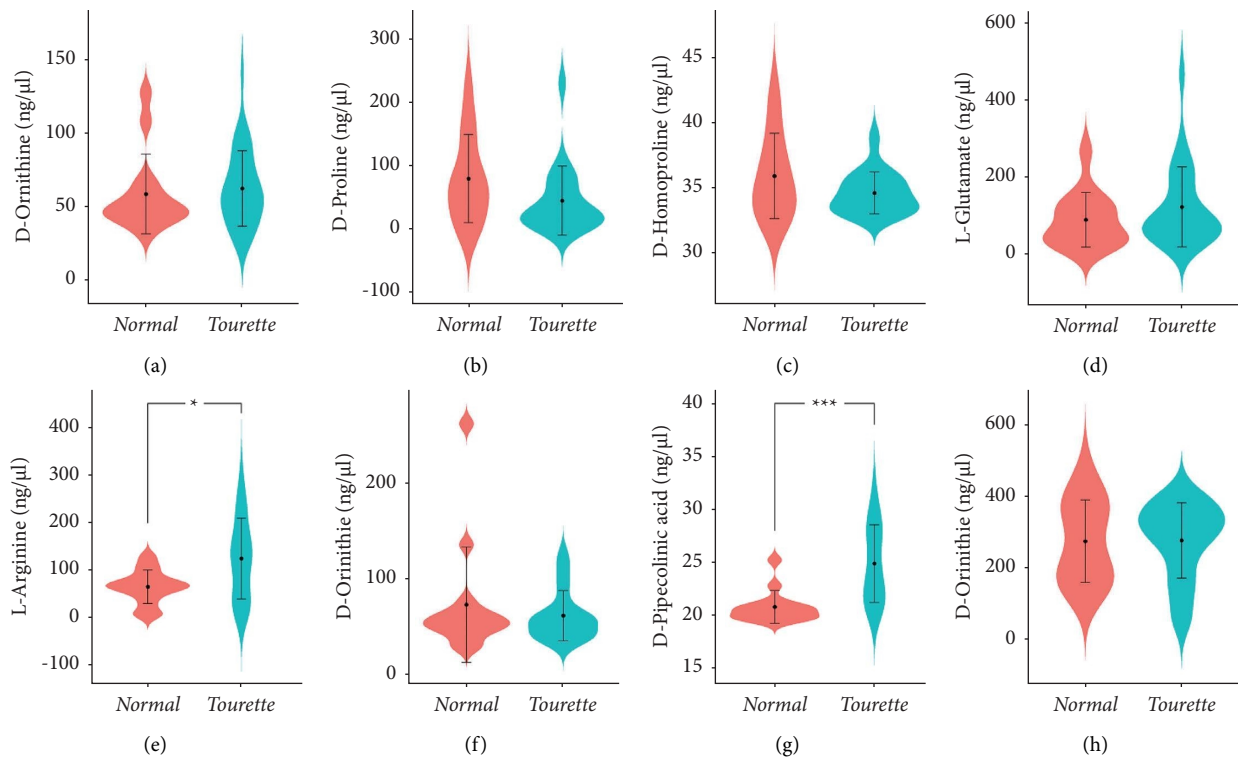 D-Ornithine (ng/µl)
150
100
50
0
Normal Tourette
(a)
D-Proline (ng/µl)
300
200
100
0
-100
Normal Tourette
(b)
D-Homoproline (ng/µl)
45
40
35
30
Normal Tourette
(c)
L-Glutamate (ng/µl)
600
400
200
0
Normal Tourette
(d)
L-Arginine (ng/µl)
400
300
200
100
0
-100
*
Normal Tourette
(e)
D-Orinithie (ng/µl)
200
100
0
Normal Tourette
(f)
D-Pipecolinic acid (ng/µl)
40
35
30
25
20
15
***
Normal Tourette
(g)
D-Orinithie (ng/µl)
600
400
200
0
Normal Tourette
(h)